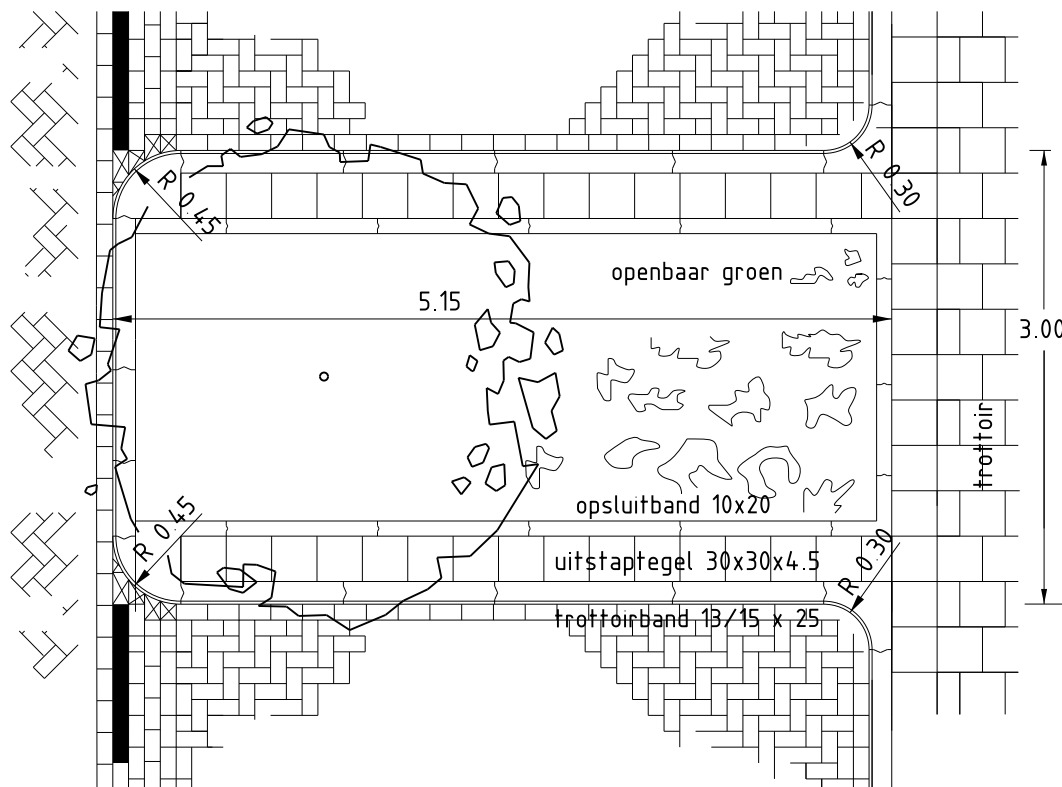 R 0.45
R 0.30
openbaar groen
5.15
3.00
trottoir
opsluitband 10x20
R 0.45
R 0.30
uitstaptegel 30x30x4.5
trottoirband 13/15 x 25